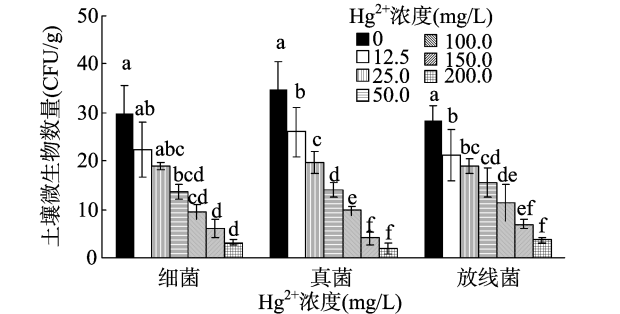 Hg²⁺浓度(mg/L)
0
12.5
25.0
50.0
100.0
150.0
200.0
土壤微生物数量(CFU/g)
50
40
30
20
10
0
a
ab
abc
bcd
cd
d
d
a
b
c
d
e
f
f
a
b
bc
cd
de
ef
f
细菌
真菌
放线菌
Hg²⁺浓度(mg/L)